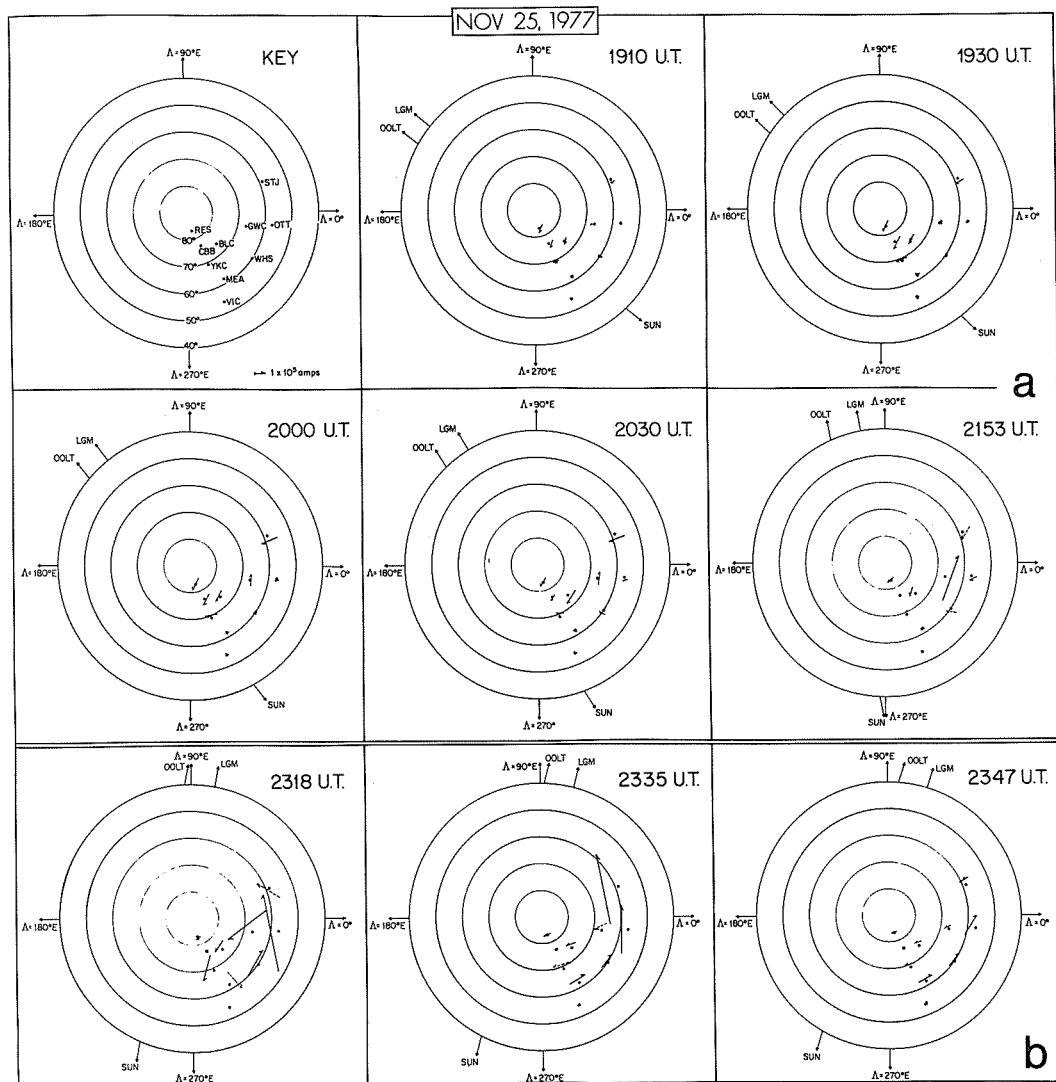 NOV 25, 1977
Λ=90°E
KEY
Λ=180°E
Λ=0°
STJ
RES
GWC
OTT
80°
CBB
BLC
70°
YKC
WHS
60°
MEA
VIC
50°
40°
Λ=270°E
1 x 10⁵ amps
Λ=90°E
1910 U.T.
LGM
OOLT
Λ=180°E
Λ=0°
SUN
Λ=270°E
Λ=90°E
1930 U.T.
LGM
OOLT
Λ=180°E
Λ=0°
SUN
Λ=270°E
a
Λ=90°E
2000 U.T.
LGM
OOLT
Λ=180°E
Λ=0°
SUN
Λ=270°
Λ=90°E
2030 U.T.
LGM
OOLT
Λ=180°E
Λ=0°
SUN
Λ=270°E
LGM
Λ=90°E
2153 U.T.
OOLT
Λ=180°E
Λ=0°
SUN
Λ=270°E
Λ=90°E
2318 U.T.
OOLT
LGM
Λ=180°E
Λ=0°
SUN
Λ=270°E
Λ=90°E
2335 U.T.
OOLT
LGM
Λ=180°E
Λ=0°
SUN
Λ=270°E
Λ=90°E
2347 U.T.
OOLT
LGM
Λ=180°E
Λ=0°
SUN
Λ=270°E
b